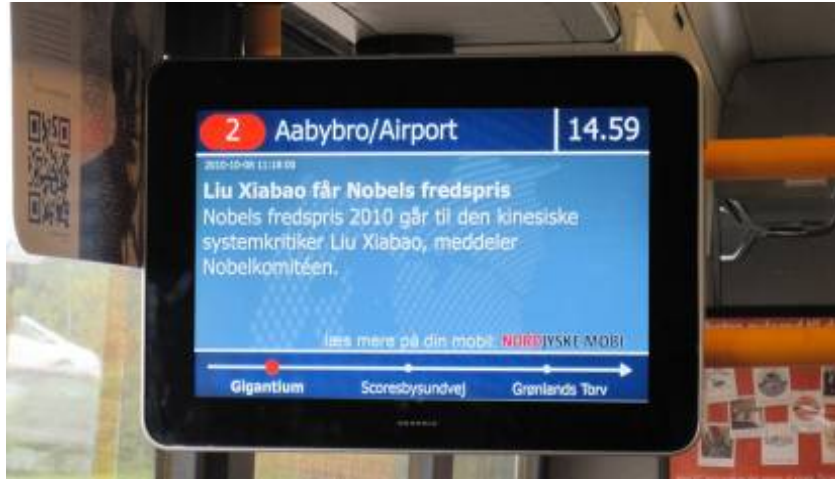 2 Aabybro/Airport 14.59
2010-10-08 11:18:09
Liu Xiabao får Nobels fredspris
Nobels fredspris 2010 går til den kinesiske
systemkritiker Liu Xiabao, meddeler
Nobelkomitéen.
læs mere på din mobil: NORDJYSKE MOBI
Gigantium Scoresbysundvej Grønlands Torv